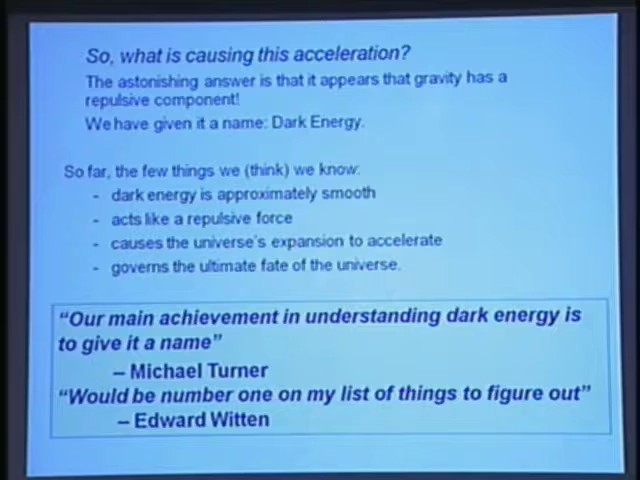 So, what is causing this acceleration?
The astonishing answer is that it appears that gravity has a
repulsive component!
We have given it a name: Dark Energy.
So far, the few things we (think) we know:
- dark energy is approximately smooth
- acts like a repulsive force
- causes the universe's expansion to accelerate
- governs the ultimate fate of the universe.
“Our main achievement in understanding dark energy is
to give it a name”
– Michael Turner
“Would be number one on my list of things to figure out”
– Edward Witten